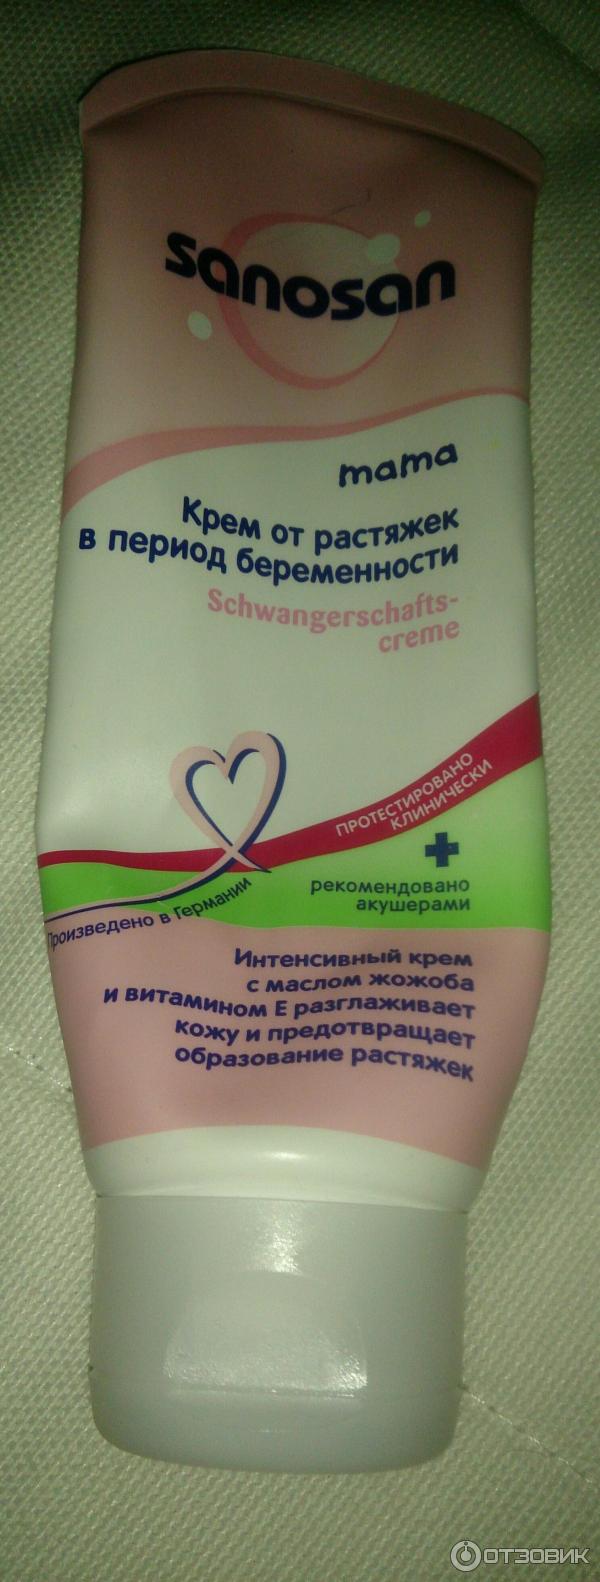 sanosan
mama
Крем от растяжек
в период беременности
Schwangerschafts-
creme
ПРОТЕСТИРОВАНО
КЛИНИЧЕСКИ
рекомендовано
акушерами
Произведено в Германии
Интенсивный крем
с маслом жожоба
и витамином Е разглаживает
кожу и предотвращает
образование растяжек
ОТЗОВИК